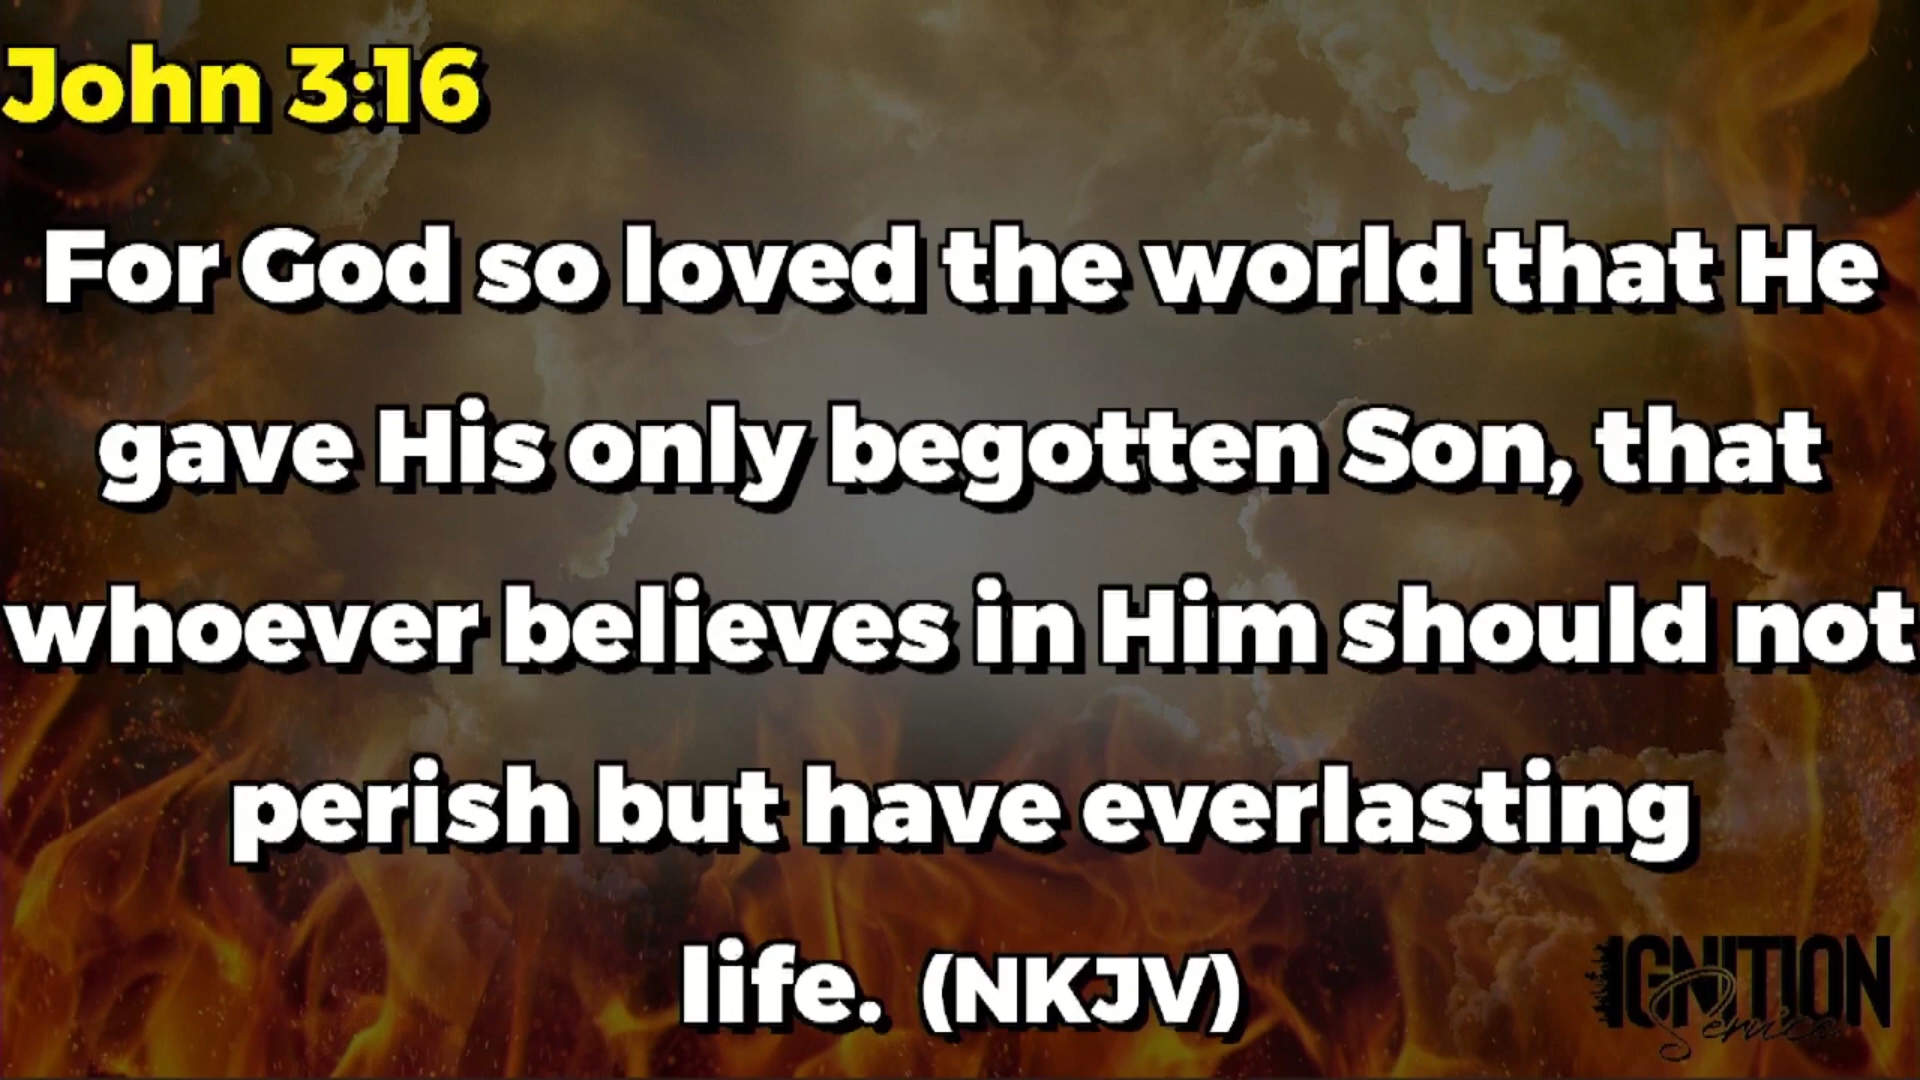 John 3:16
For God so loved the world that He
gave His only begotten Son, that
whoever believes in Him should not
perish but have everlasting
life. (NKJV)
IGNITION
Service